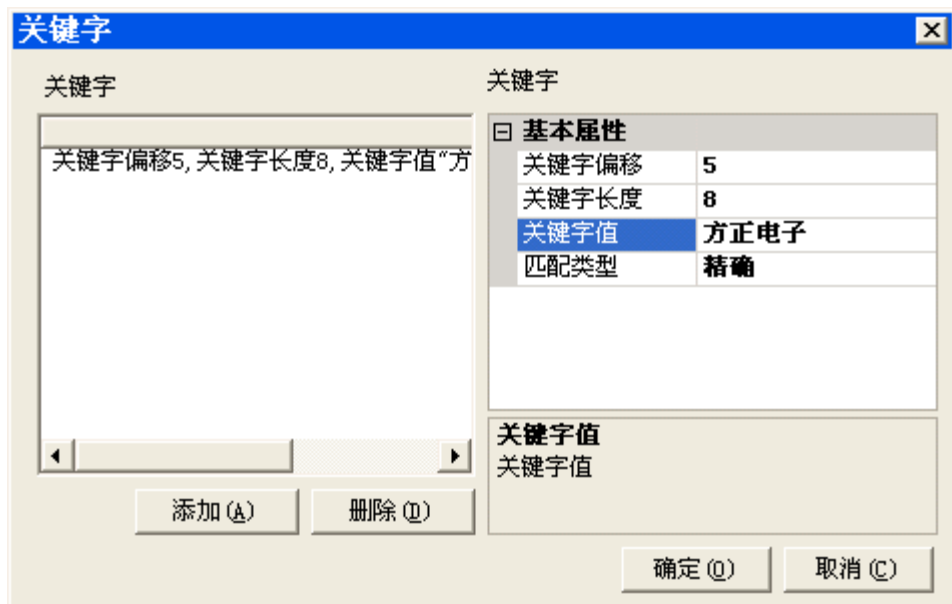 关键字
关键字
关键字偏移5, 关键字长度8, 关键字值“方
添加(A)
删除(D)
关键字
基本属性
关键字偏移 5
关键字长度 8
关键字值 方正电子
匹配类型 精确
关键字值
关键字值
确定(O)
取消(C)